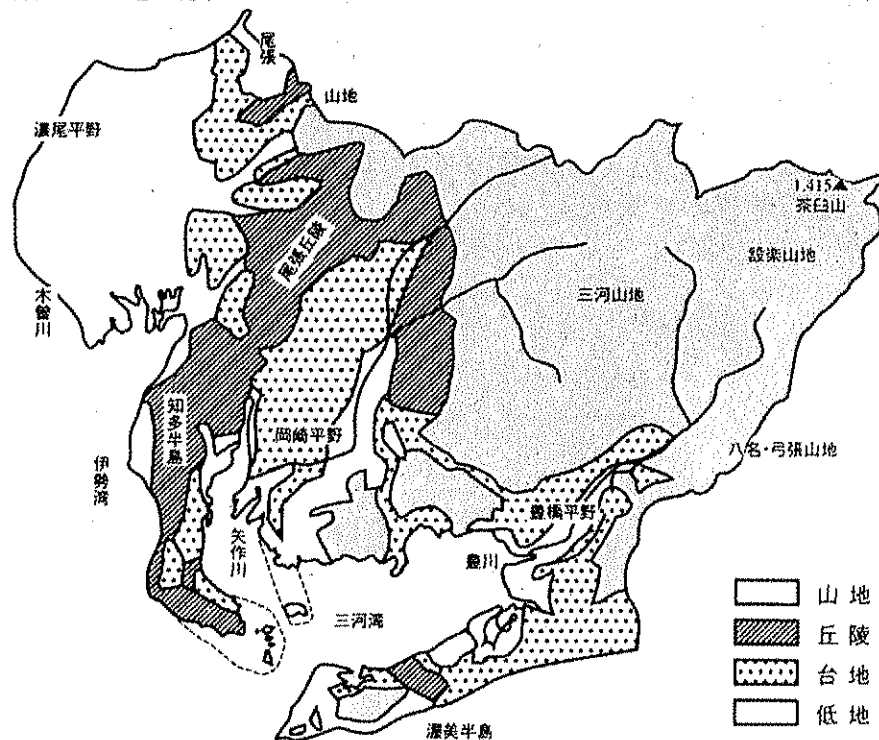 尾張
山地
濃尾平野
1,415▲
茶臼山
設楽山地
尾張丘陵
三河山地
木曽川
知多半島
岡崎平野
八名・弓張山地
伊勢湾
豊橋平野
矢作川
豊川
三河湾
渥美半島
山地
丘陵
台地
低地